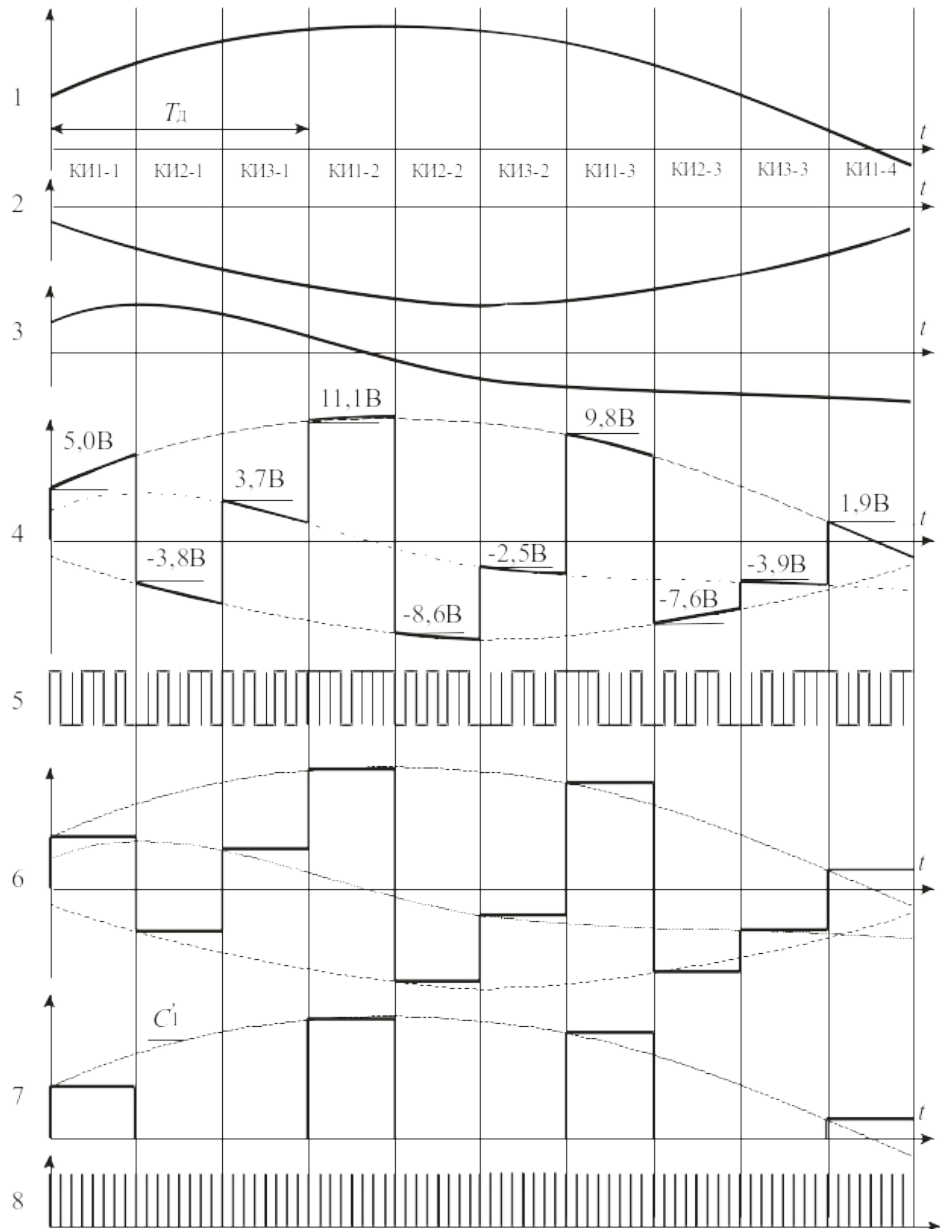 1
Tд
t
КИ1-1 КИ2-1 КИ3-1 КИ1-2 КИ2-2 КИ3-2 КИ1-3 КИ2-3 КИ3-3 КИ1-4
2
t
3
t
5,0В
-3,8В
3,7В
11,1В
-8,6В
-2,5В
9,8В
-7,6В
-3,9В
1,9В
4
t
5
6
t
C'1
7
t
8